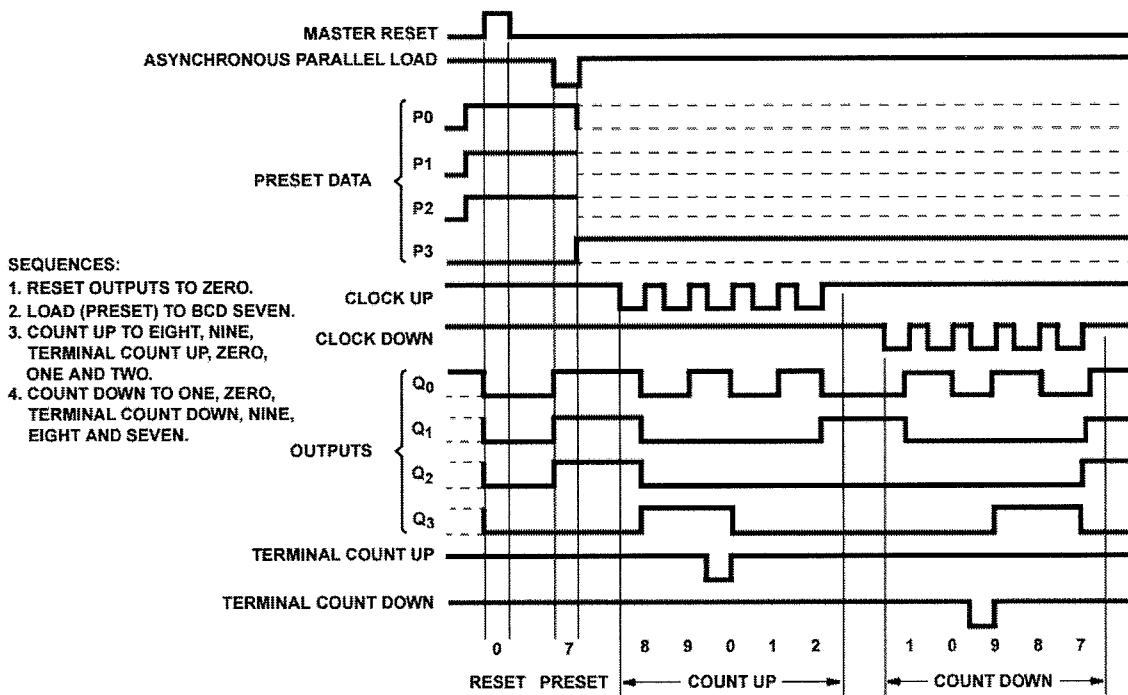 MASTER RESET
ASYNCHRONOUS PARALLEL LOAD
P0
P1
PRESET DATA
P2
P3
SEQUENCES:
1. RESET OUTPUTS TO ZERO.
2. LOAD (PRESET) TO BCD SEVEN.
3. COUNT UP TO EIGHT, NINE,
TERMINAL COUNT UP, ZERO,
ONE AND TWO.
4. COUNT DOWN TO ONE, ZERO,
TERMINAL COUNT DOWN, NINE,
EIGHT AND SEVEN.
CLOCK UP
CLOCK DOWN
Q0
Q1
OUTPUTS
Q2
Q3
TERMINAL COUNT UP
TERMINAL COUNT DOWN
0 7 8 9 0 1 2 1 0 9 8 7
RESET PRESET COUNT UP COUNT DOWN